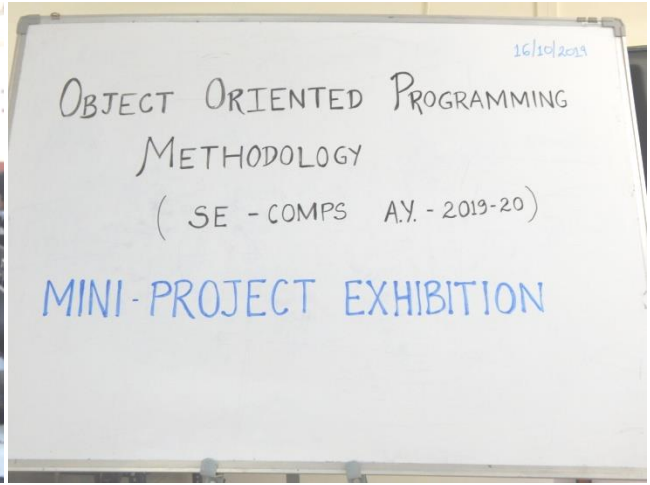 16/10/2019
OBJECT ORIENTED PROGRAMMING
METHODOLOGY
( SE - COMPS A.Y. - 2019-20)
MINI - PROJECT EXHIBITION